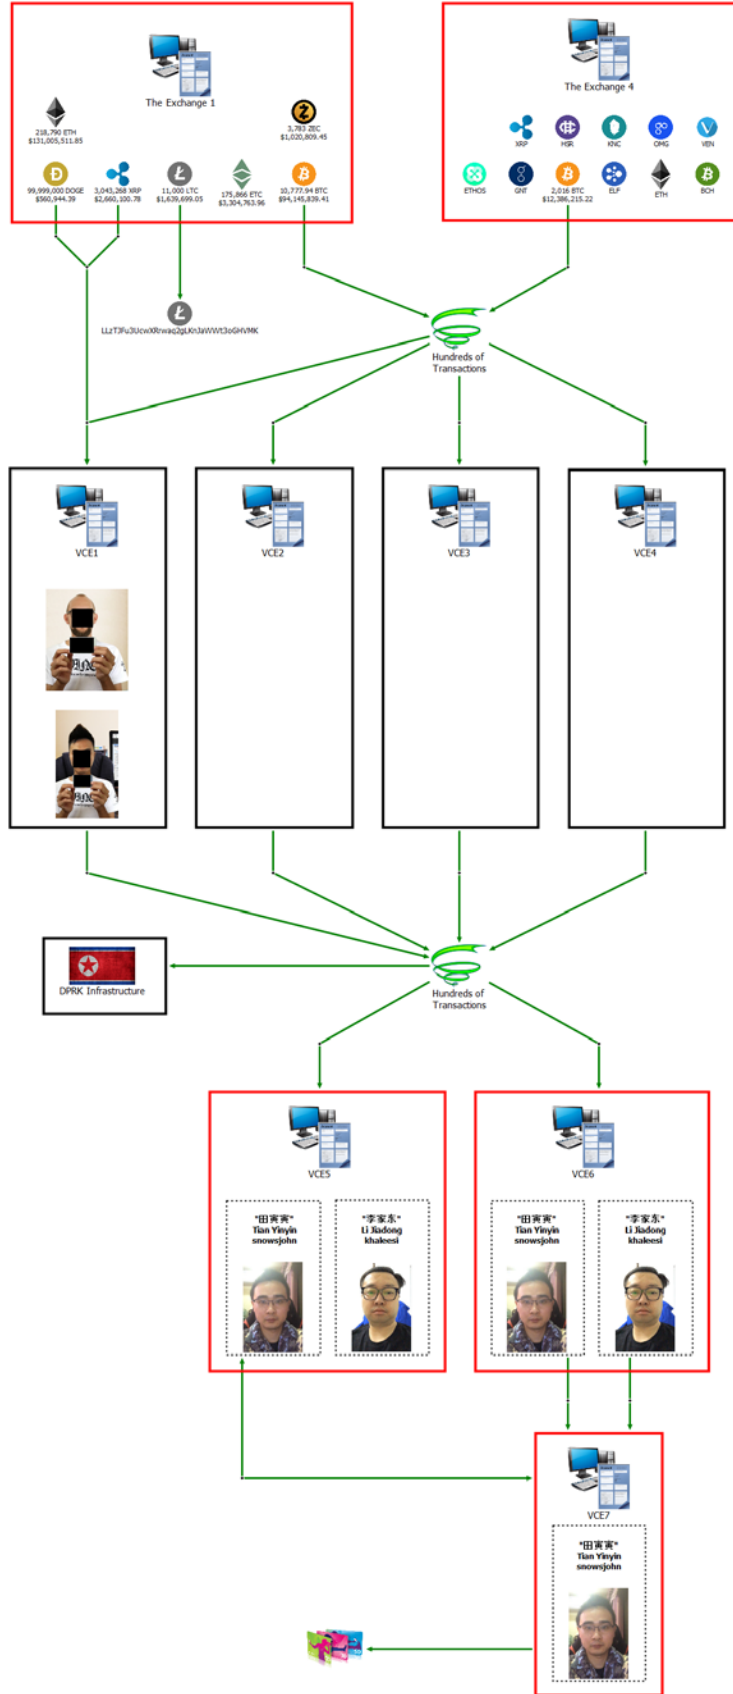 The Exchange 1
218,790 ETH
$131,005,511.85
3,783 ZEC
$1,020,809.45
99,999,000 DOGE
$560,944.39
3,043,268 XRP
$2,660,100.78
11,000 LTC
$1,639,699.05
175,866 ETC
$3,304,763.96
10,777.94 BTC
$94,145,839.41
The Exchange 4
XRP
HSR
KNC
OMG
VEN
ETHOS
GNT
2,016 BTC
$12,386,215.22
ELF
ETH
BCH
Hundreds of
Transactions
VCE1
VCE2
VCE3
VCE4
DPRK Infrastructure
Hundreds of
Transactions
VCE5
"田寅寅"
Tian Yinyin
snowsjohn
"李家东"
Li Jiadong
khaleesi
VCE6
"田寅寅"
Tian Yinyin
snowsjohn
"李家东"
Li Jiadong
khaleesi
VCE7
"田寅寅"
Tian Yinyin
snowsjohn